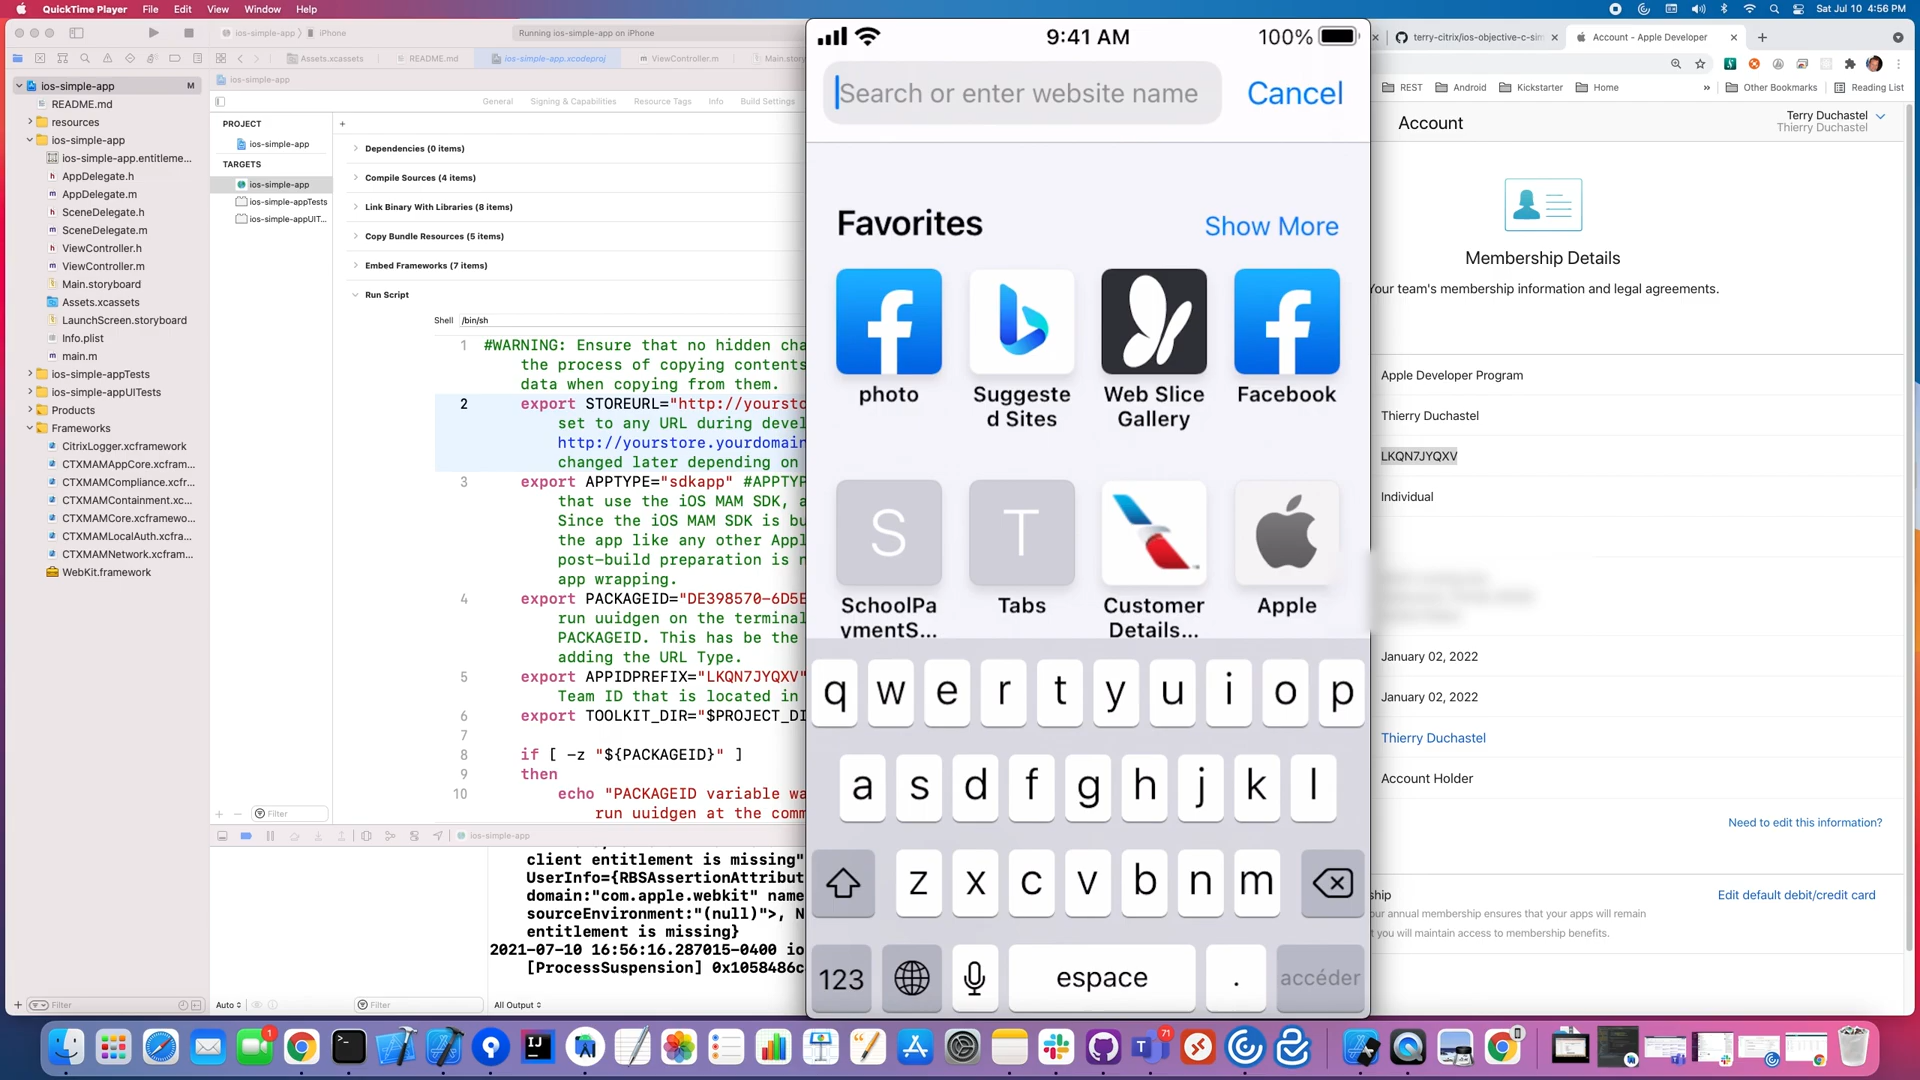 QuickTime Player File Edit View Window Help
Sat Jul 10 4:56 PM
ios-simple-app
iPhone
Running ios-simple-app on iPhone
Assets.xcassets
README.md
ios-simple-app.xcodeproj
ViewController.m
Main.story
ios-simple-app
General
Signing & Capabilities
Resource Tags
Info
Build Settings
ios-simple-app M
README.md
resources
ios-simple-app
ios-simple-app.entitleme...
AppDelegate.h
AppDelegate.m
SceneDelegate.h
SceneDelegate.m
ViewController.h
ViewController.m
Main.storyboard
Assets.xcassets
LaunchScreen.storyboard
Info.plist
main.m
ios-simple-appTests
ios-simple-appUITests
Products
Frameworks
CitrixLogger.xcframework
CTXMAMAppCore.xcfram...
CTXMAMCompliance.xcfr...
CTXMAMContainment.xc...
CTXMAMCore.xcframewo...
CTXMAMLocalAuth.xcfra...
CTXMAMNetwork.xcfram...
WebKit.framework
Filter
PROJECT
ios-simple-app
TARGETS
ios-simple-app
ios-simple-appTests
ios-simple-appUIT...
Filter
Dependencies (0 items)
Compile Sources (4 items)
Link Binary With Libraries (8 items)
Copy Bundle Resources (5 items)
Embed Frameworks (7 items)
Run Script
Shell /bin/sh
1 #WARNING: Ensure that no hidden cha
the process of copying contents
data when copying from them.
2 export STOREURL="http://yoursto
set to any URL during devel
http://yourstore.yourdomain
changed later depending on
3 export APPTYPE="sdkapp" #APPTYP
that use the iOS MAM SDK, a
Since the iOS MAM SDK is bu
the app like any other Appl
post-build preparation is n
app wrapping.
4 export PACKAGEID="DE398570-6D5E
run uuidgen on the terminal
PACKAGEID. This has be the
adding the URL Type.
5 export APPIDPREFIX="LKQN7JYQXV"
Team ID that is located in
6 export TOOLKIT_DIR="$PROJECT_DI
7
8 if [ -z "${PACKAGEID}" ]
9 then
10 echo "PACKAGEID variable wa
run uuidgen at the comm
ios-simple-app
client entitlement is missing"
UserInfo={RBSAssertionAttribut
domain:"com.apple.webkit" name
sourceEnvironment:"(null)">, N
entitlement is missing}
2021-07-10 16:56:16.287015-0400 io
[ProcessSuspension] 0x1058486c
Auto
Filter
All Output
9:41 AM
100%
Search or enter website name
Cancel
Favorites
Show More
photo
Suggeste
d Sites
Web Slice
Gallery
Facebook
S
T
SchoolPa
ymentS...
Tabs
Customer
Details...
Apple
q w e r t y u i o p
a s d f g h j k l
z x c v b n m
123 espace . accéder
terry-citrix/ios-objective-c-sim
Account - Apple Developer
REST
Android
Kickstarter
Home
»
Other Bookmarks
Reading List
Account
Terry Duchastel
Thierry Duchastel
Membership Details
Your team's membership information and legal agreements.
Apple Developer Program
Thierry Duchastel
LKQN7JYQXV
Individual
January 02, 2022
January 02, 2022
Thierry Duchastel
Account Holder
Need to edit this information?
ship
Edit default debit/credit card
our annual membership ensures that your apps will remain
t you will maintain access to membership benefits.
1
IJ
71